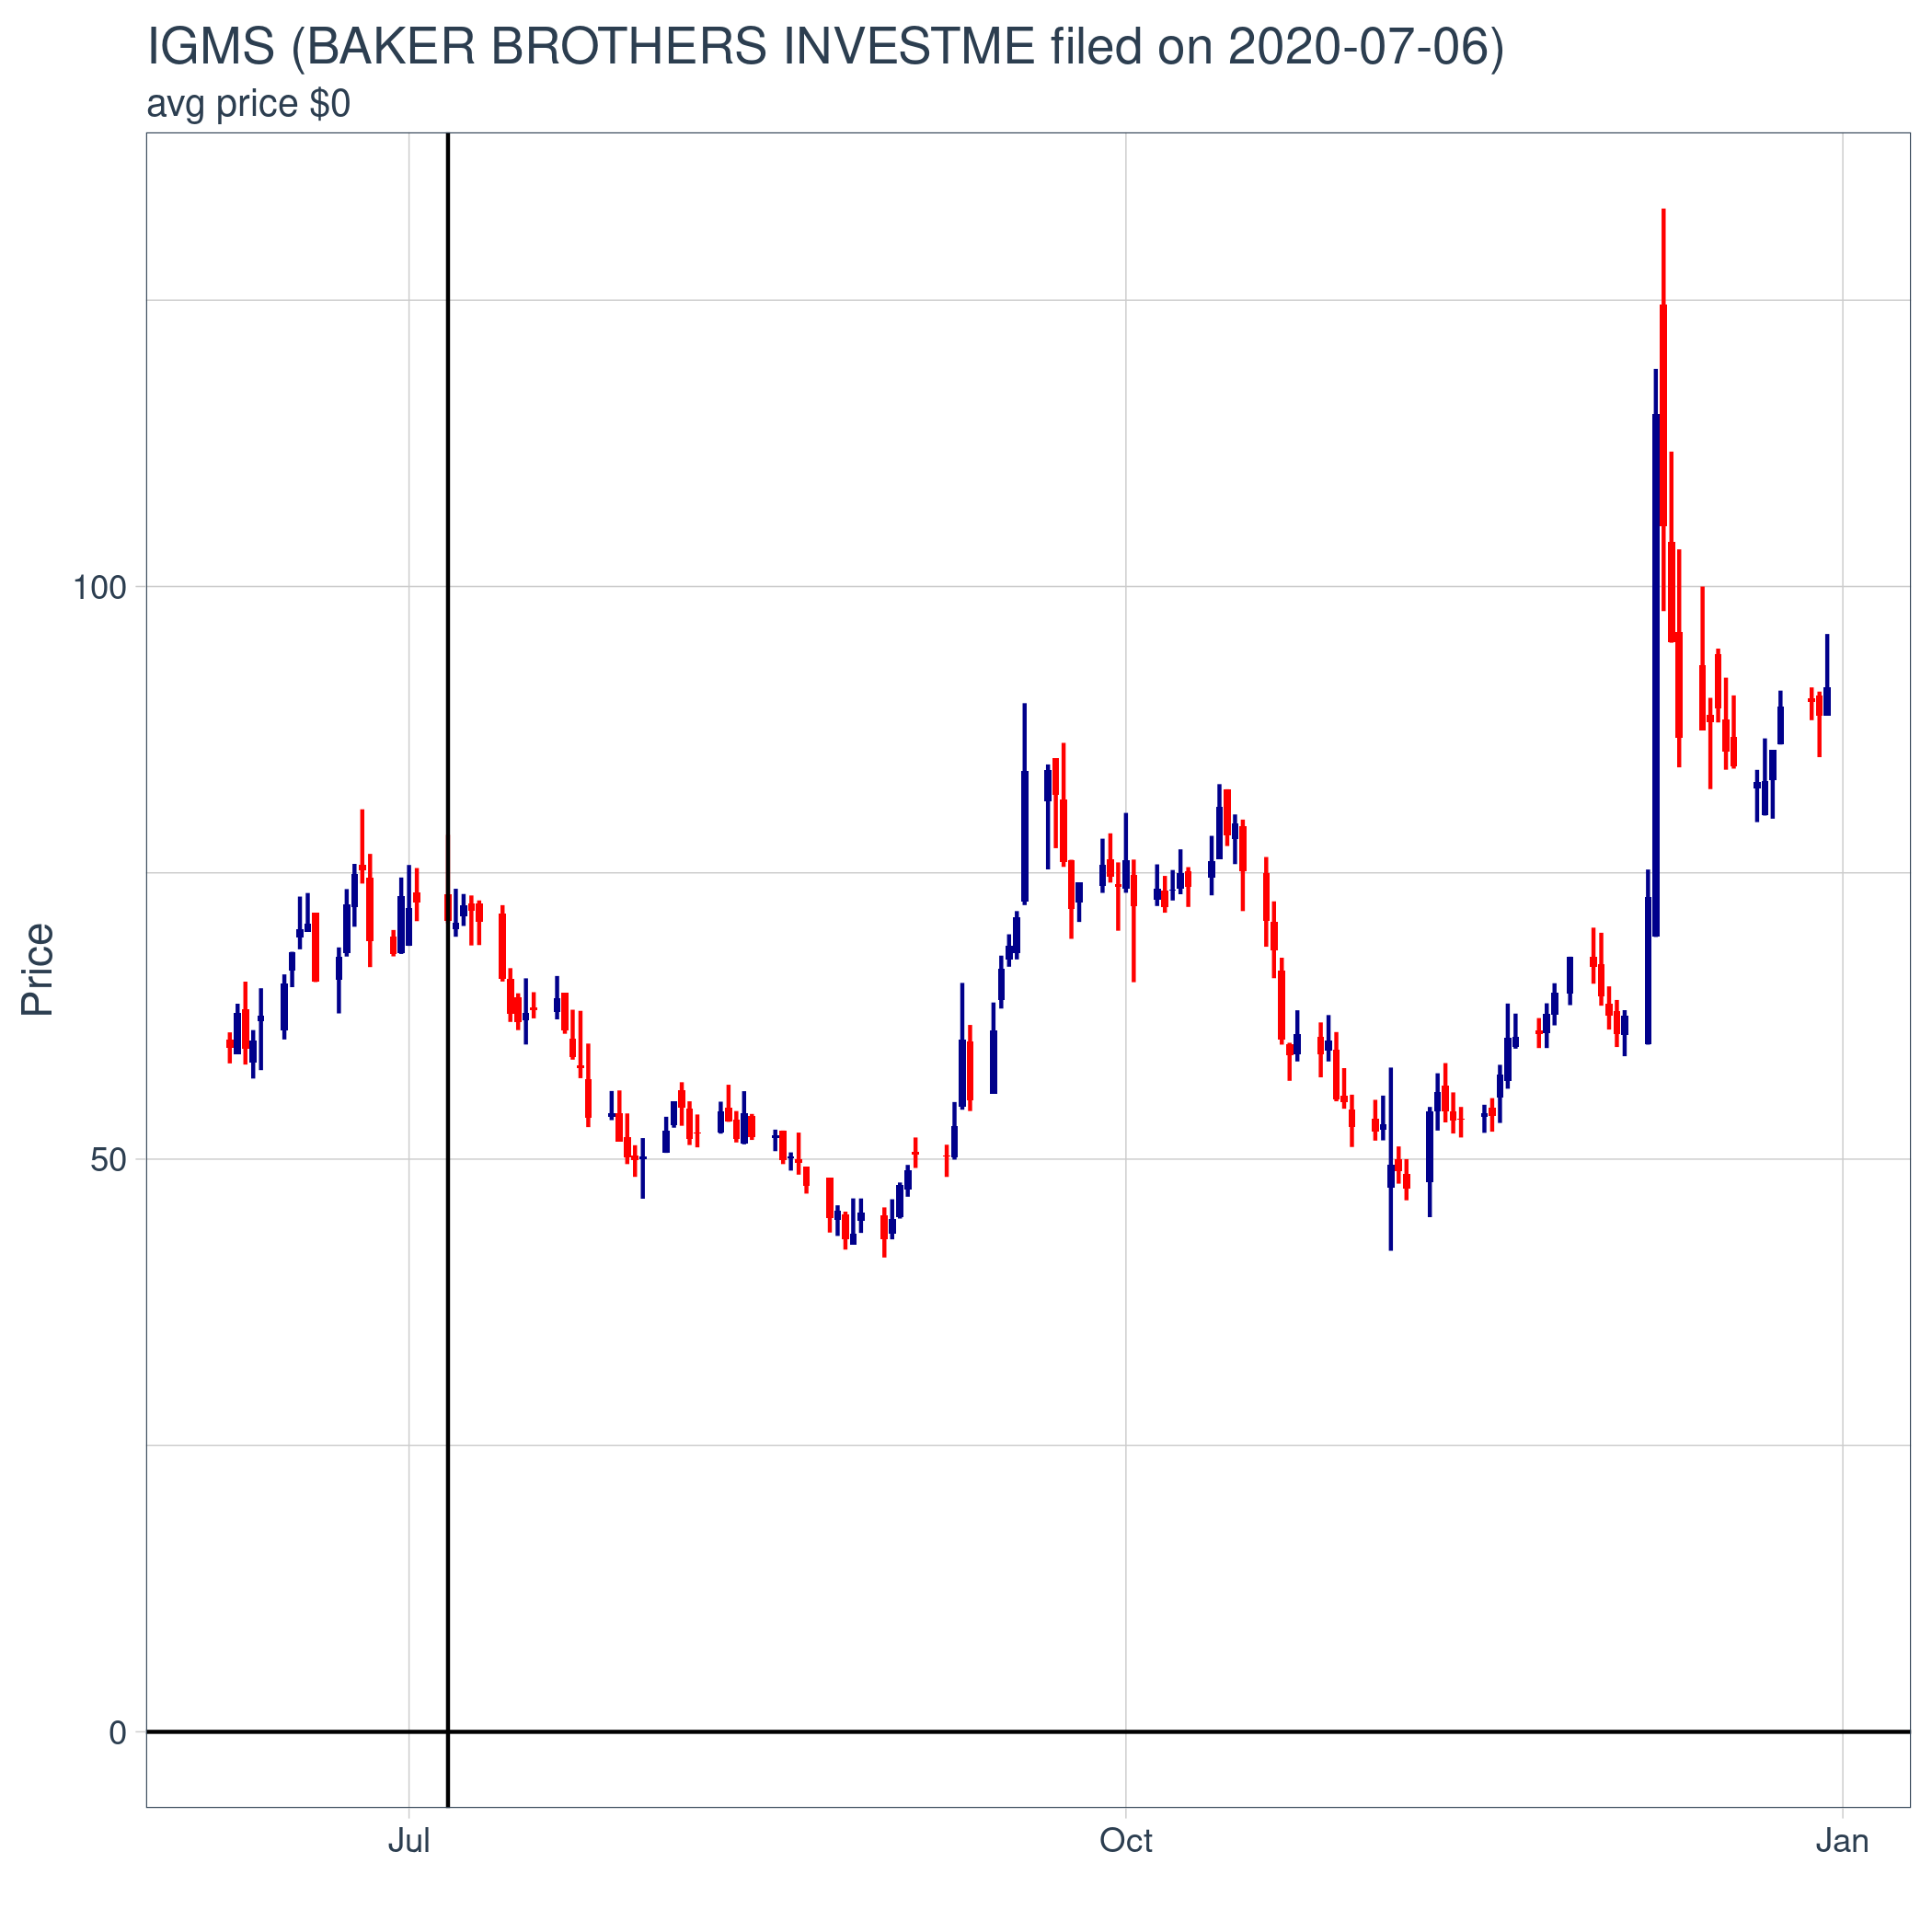 IGMS (BAKER BROTHERS INVESTME filed on 2020-07-06)
avg price $0
Price
100
50
0
Jul Oct Jan